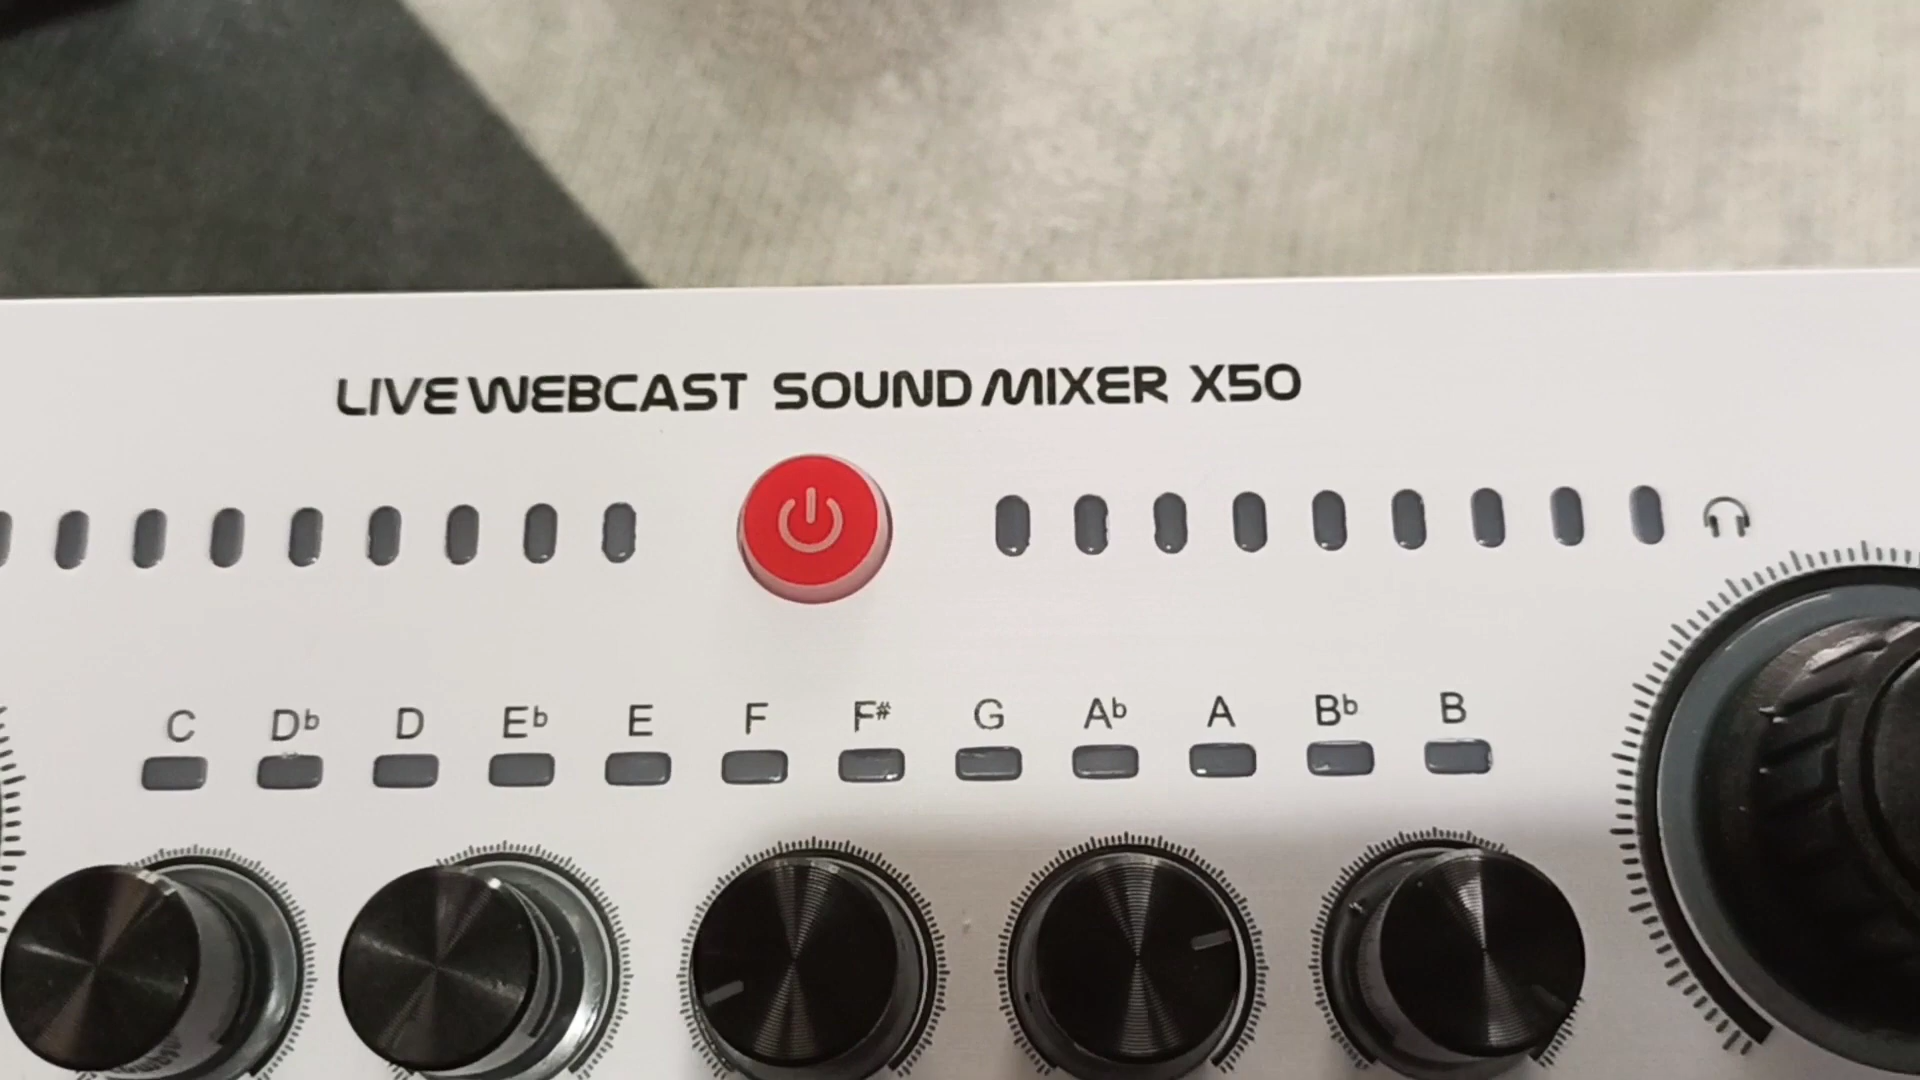 LIVE WEBCAST SOUND MIXER X50
C Db D Eb E F F# G Ab A Bb B